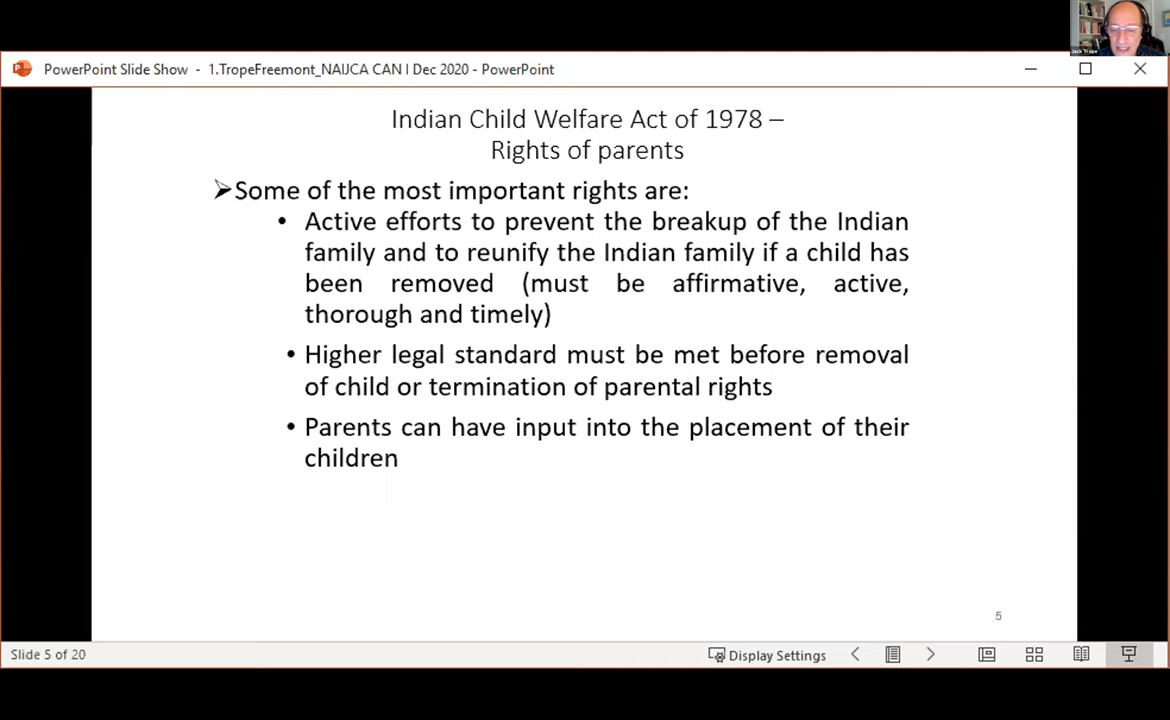 Jack Trope
PowerPoint Slide Show - 1.TropeFreemont_NAIJCA CAN I Dec 2020 - PowerPoint
Indian Child Welfare Act of 1978 –
Rights of parents
➢Some of the most important rights are:
• Active efforts to prevent the breakup of the Indian
family and to reunify the Indian family if a child has
been removed (must be affirmative, active,
thorough and timely)
• Higher legal standard must be met before removal
of child or termination of parental rights
• Parents can have input into the placement of their
children
5
Slide 5 of 20
Display Settings